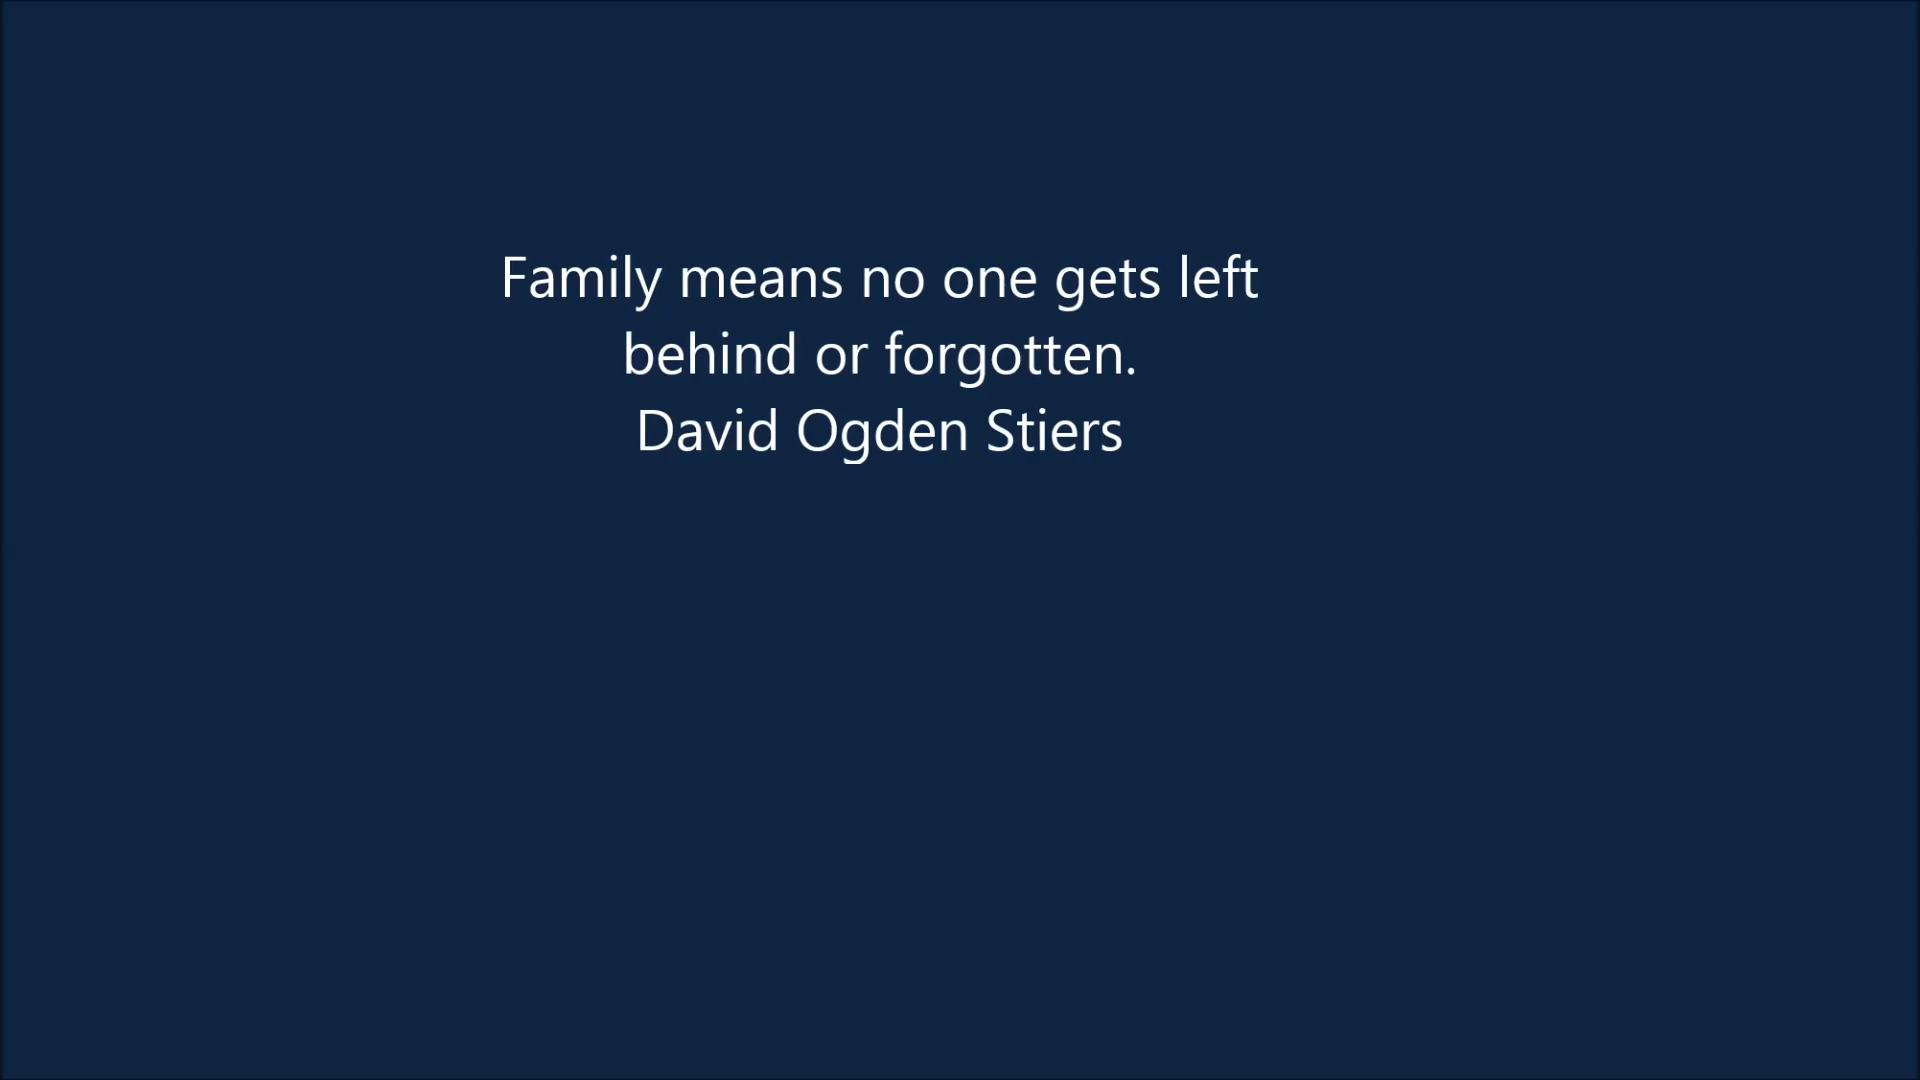 Family means no one gets left
behind or forgotten.
David Ogden Stiers